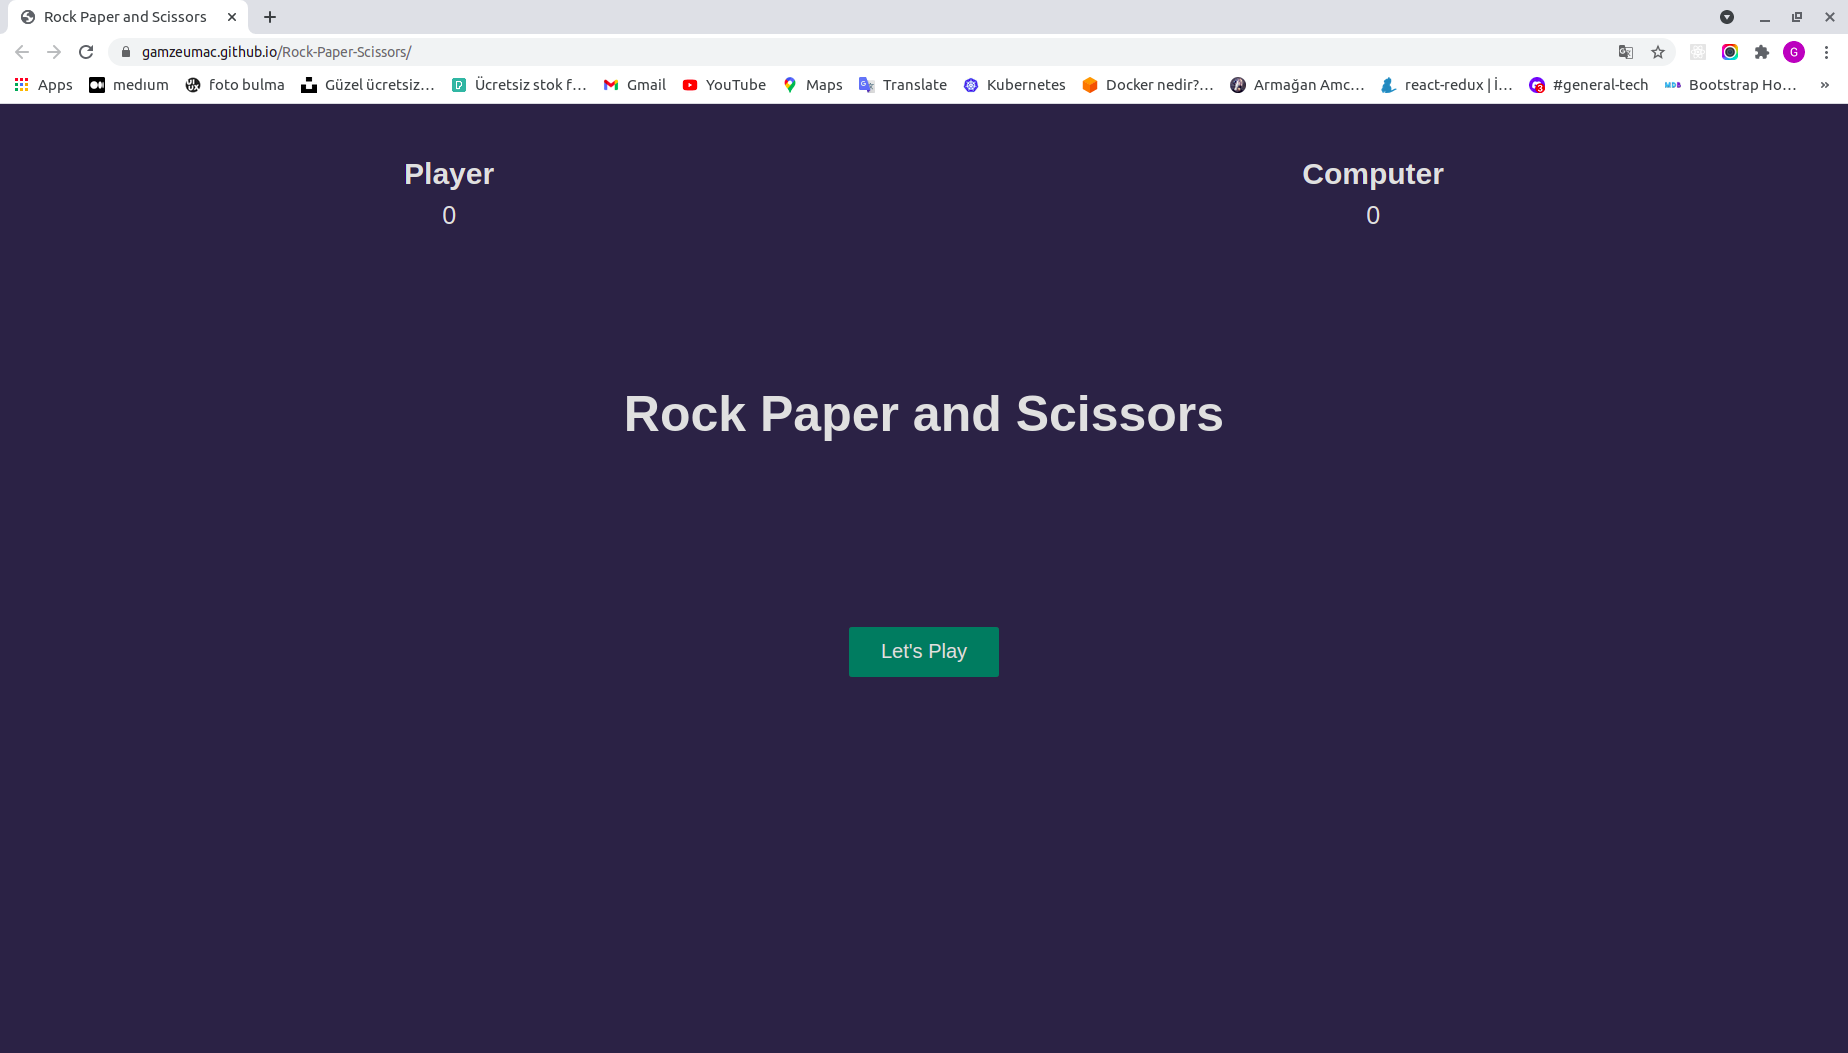 Rock Paper and Scissors
gamzeumac.github.io/Rock-Paper-Scissors/
G
Apps medıum foto bulma Güzel ücretsiz… Ücretsiz stok f… Gmail YouTube Maps Translate Kubernetes Docker nedir?… Armağan Amc… react-redux | İ… #general-tech Bootstrap Ho… »
Player Computer
0 0
Rock Paper and Scissors
Let's Play